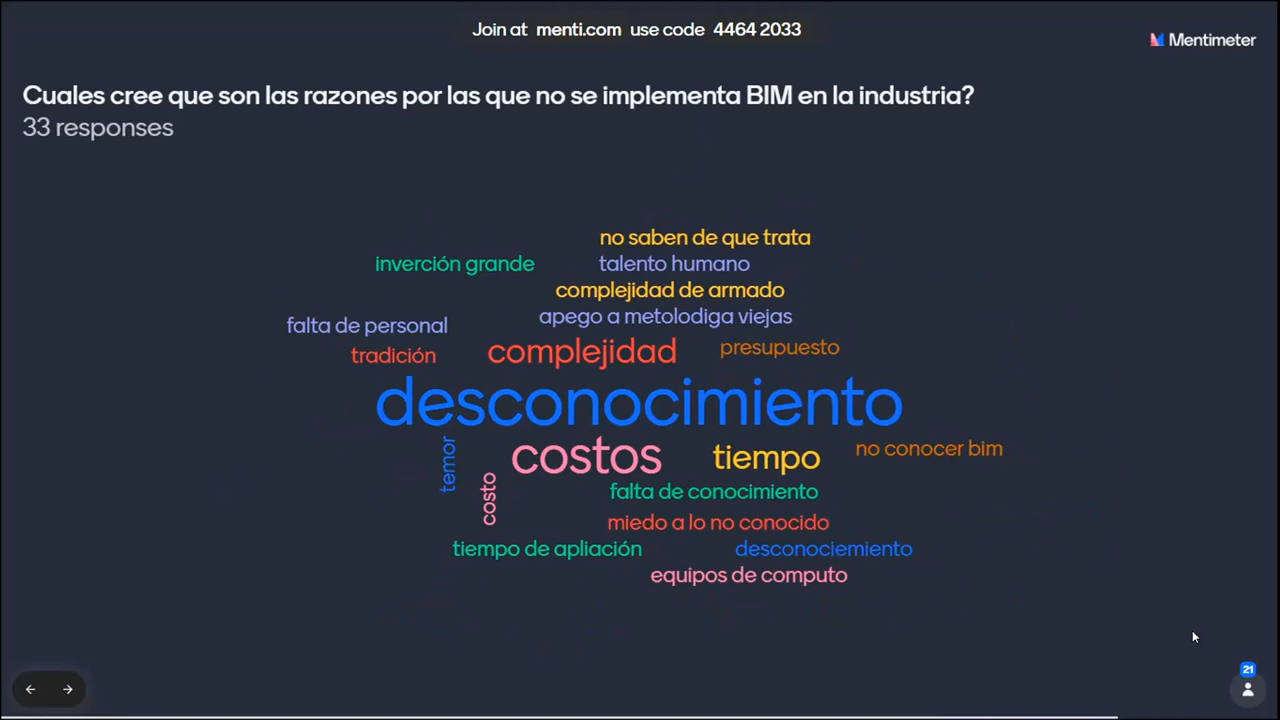 Join at menti.com use code 4464 2033
Mentimeter
Cuales cree que son las razones por las que no se implementa BIM en la industria?
33 responses
no saben de que trata
inverción grande
talento humano
complejidad de armado
apego a metolodiga viejas
falta de personal
tradición
complejidad
presupuesto
desconocimiento
temor
costos
tiempo
no conocer bim
costo
falta de conocimiento
miedo a lo no conocido
tiempo de apliación
desconociemiento
equipos de computo
21